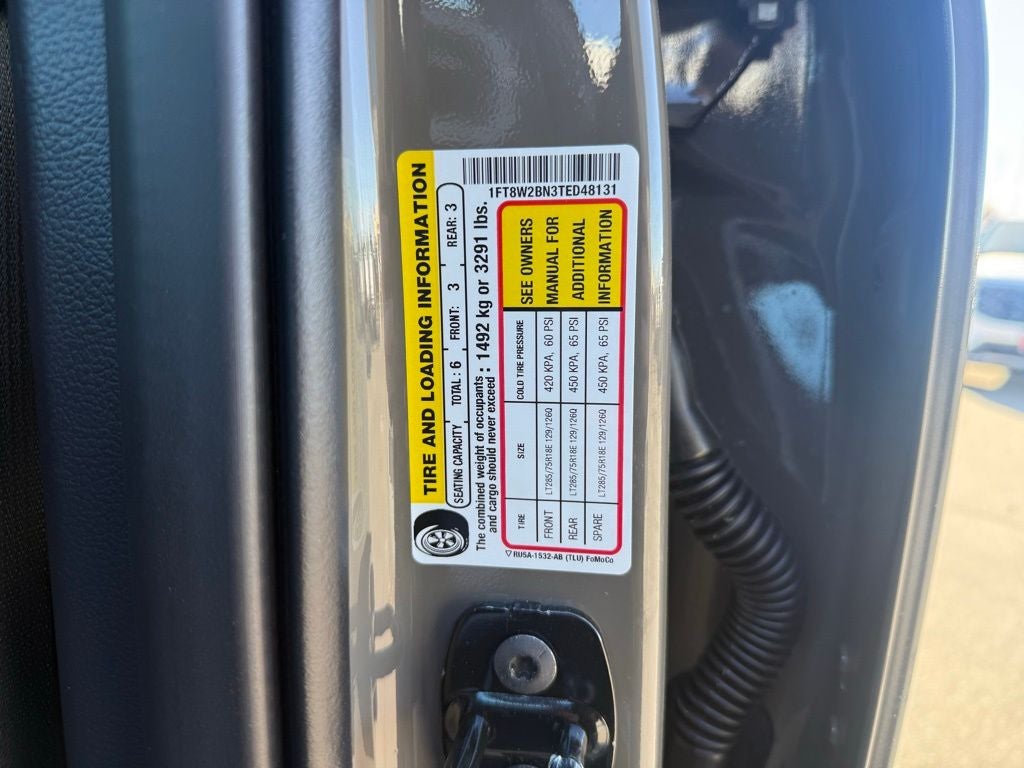 1FT8W2BN3TED48131
TIRE AND LOADING INFORMATION
SEATING CAPACITY TOTAL : 6 FRONT: 3 REAR: 3
The combined weight of occupants
and cargo should never exceed : 1492 kg or 3291 lbs.
TIRE SIZE COLD TIRE PRESSURE
FRONT LT285/75R18E 129/126Q 420 KPA, 60 PSI
REAR LT285/75R18E 129/126Q 450 KPA, 65 PSI
SPARE LT285/75R18E 129/126Q 450 KPA, 65 PSI
SEE OWNERS
MANUAL FOR
ADDITIONAL
INFORMATION
▽ RU5A-1532-AB (TLU) FoMoCo